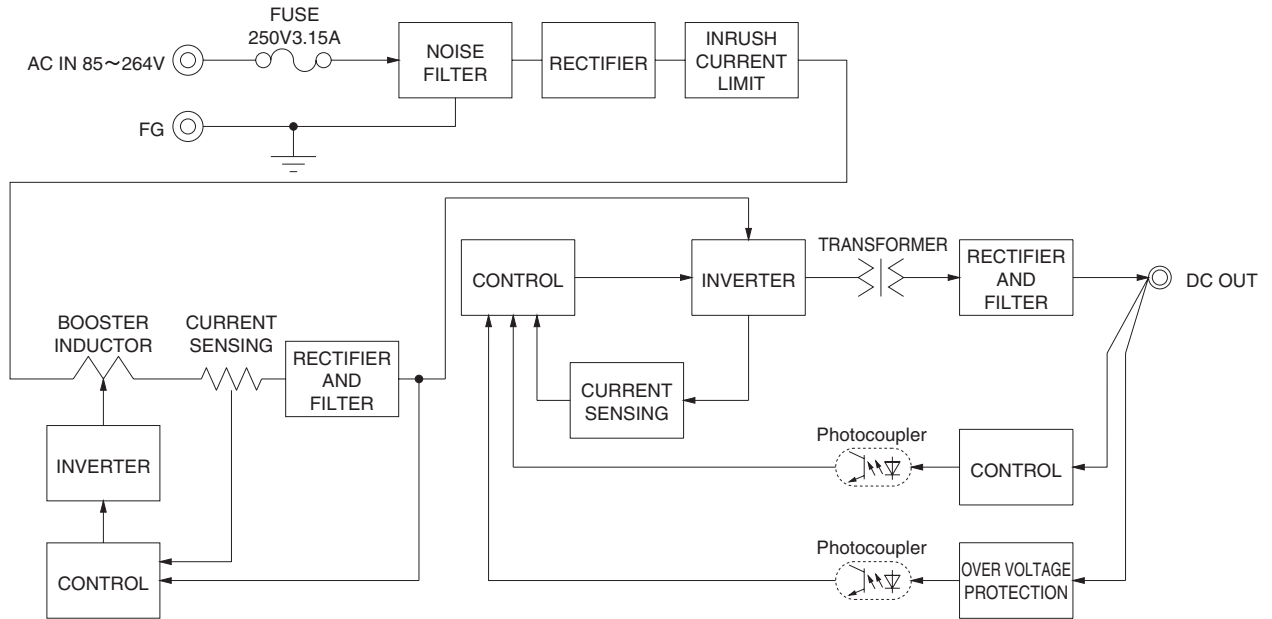 FUSE
250V3.15A
AC IN 85～264V
NOISE
FILTER
RECTIFIER
INRUSH
CURRENT
LIMIT
FG
CONTROL
INVERTER
TRANSFORMER
RECTIFIER
AND
FILTER
DC OUT
BOOSTER
INDUCTOR
CURRENT
SENSING
RECTIFIER
AND
FILTER
CURRENT
SENSING
INVERTER
Photocoupler
CONTROL
CONTROL
Photocoupler
OVER VOLTAGE
PROTECTION